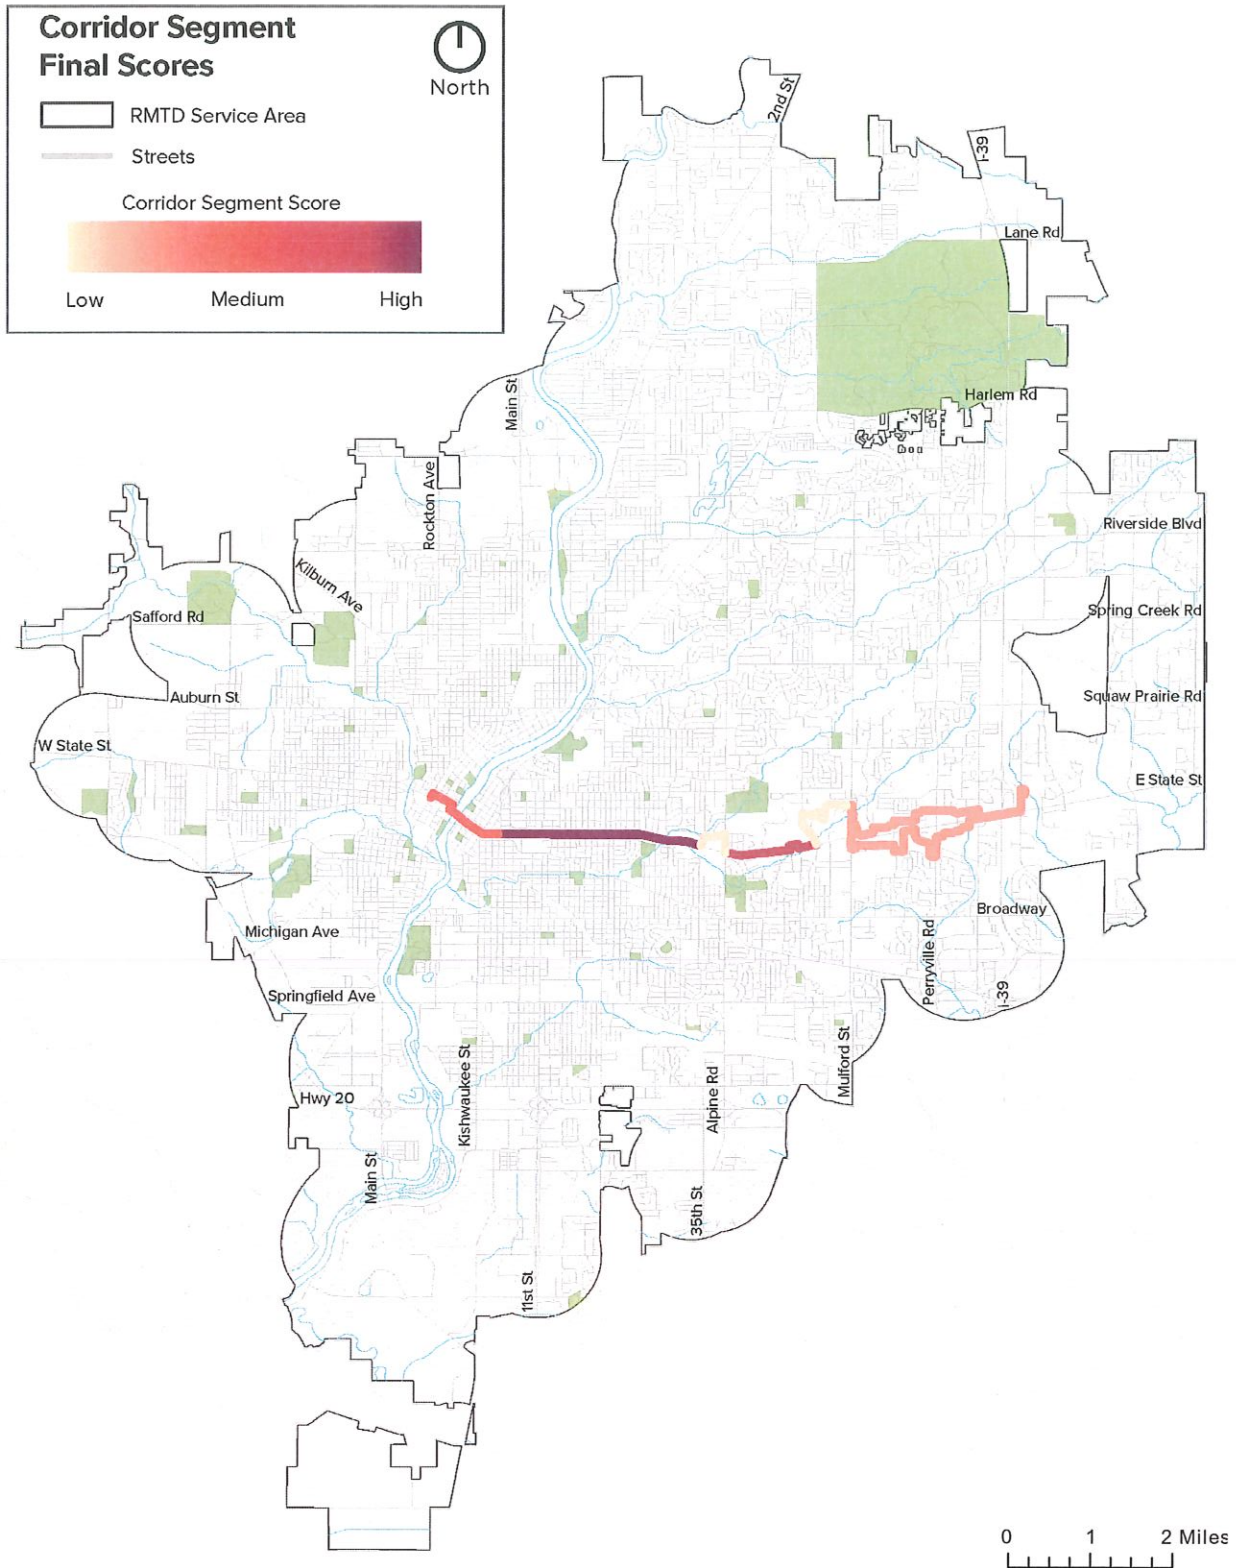 Corridor Segment
Final Scores
North
RMTD Service Area
Streets
Corridor Segment Score
Low Medium High
2nd St
I-39
Lane Rd
Main St
Harlem Rd
Rockton Ave
Riverside Blvd
Kilburn Ave
Safford Rd
Spring Creek Rd
Auburn St
Squaw Prairie Rd
W State St
E State St
Broadway
Michigan Ave
Perryville Rd
Springfield Ave
I-39
Mulford St
Kishwaukee St
Alpine Rd
Hwy 20
Main St
35th St
11st St
0 1 2 Miles